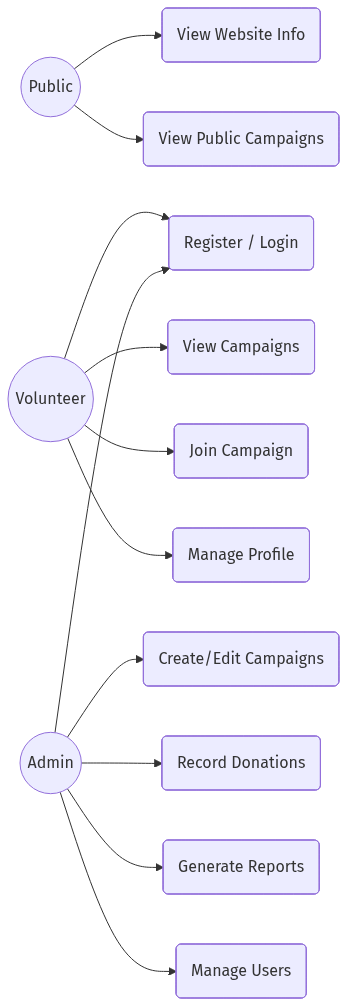 View Website Info
Public
View Public Campaigns
Register / Login
View Campaigns
Volunteer
Join Campaign
Manage Profile
Create/Edit Campaigns
Admin
Record Donations
Generate Reports
Manage Users